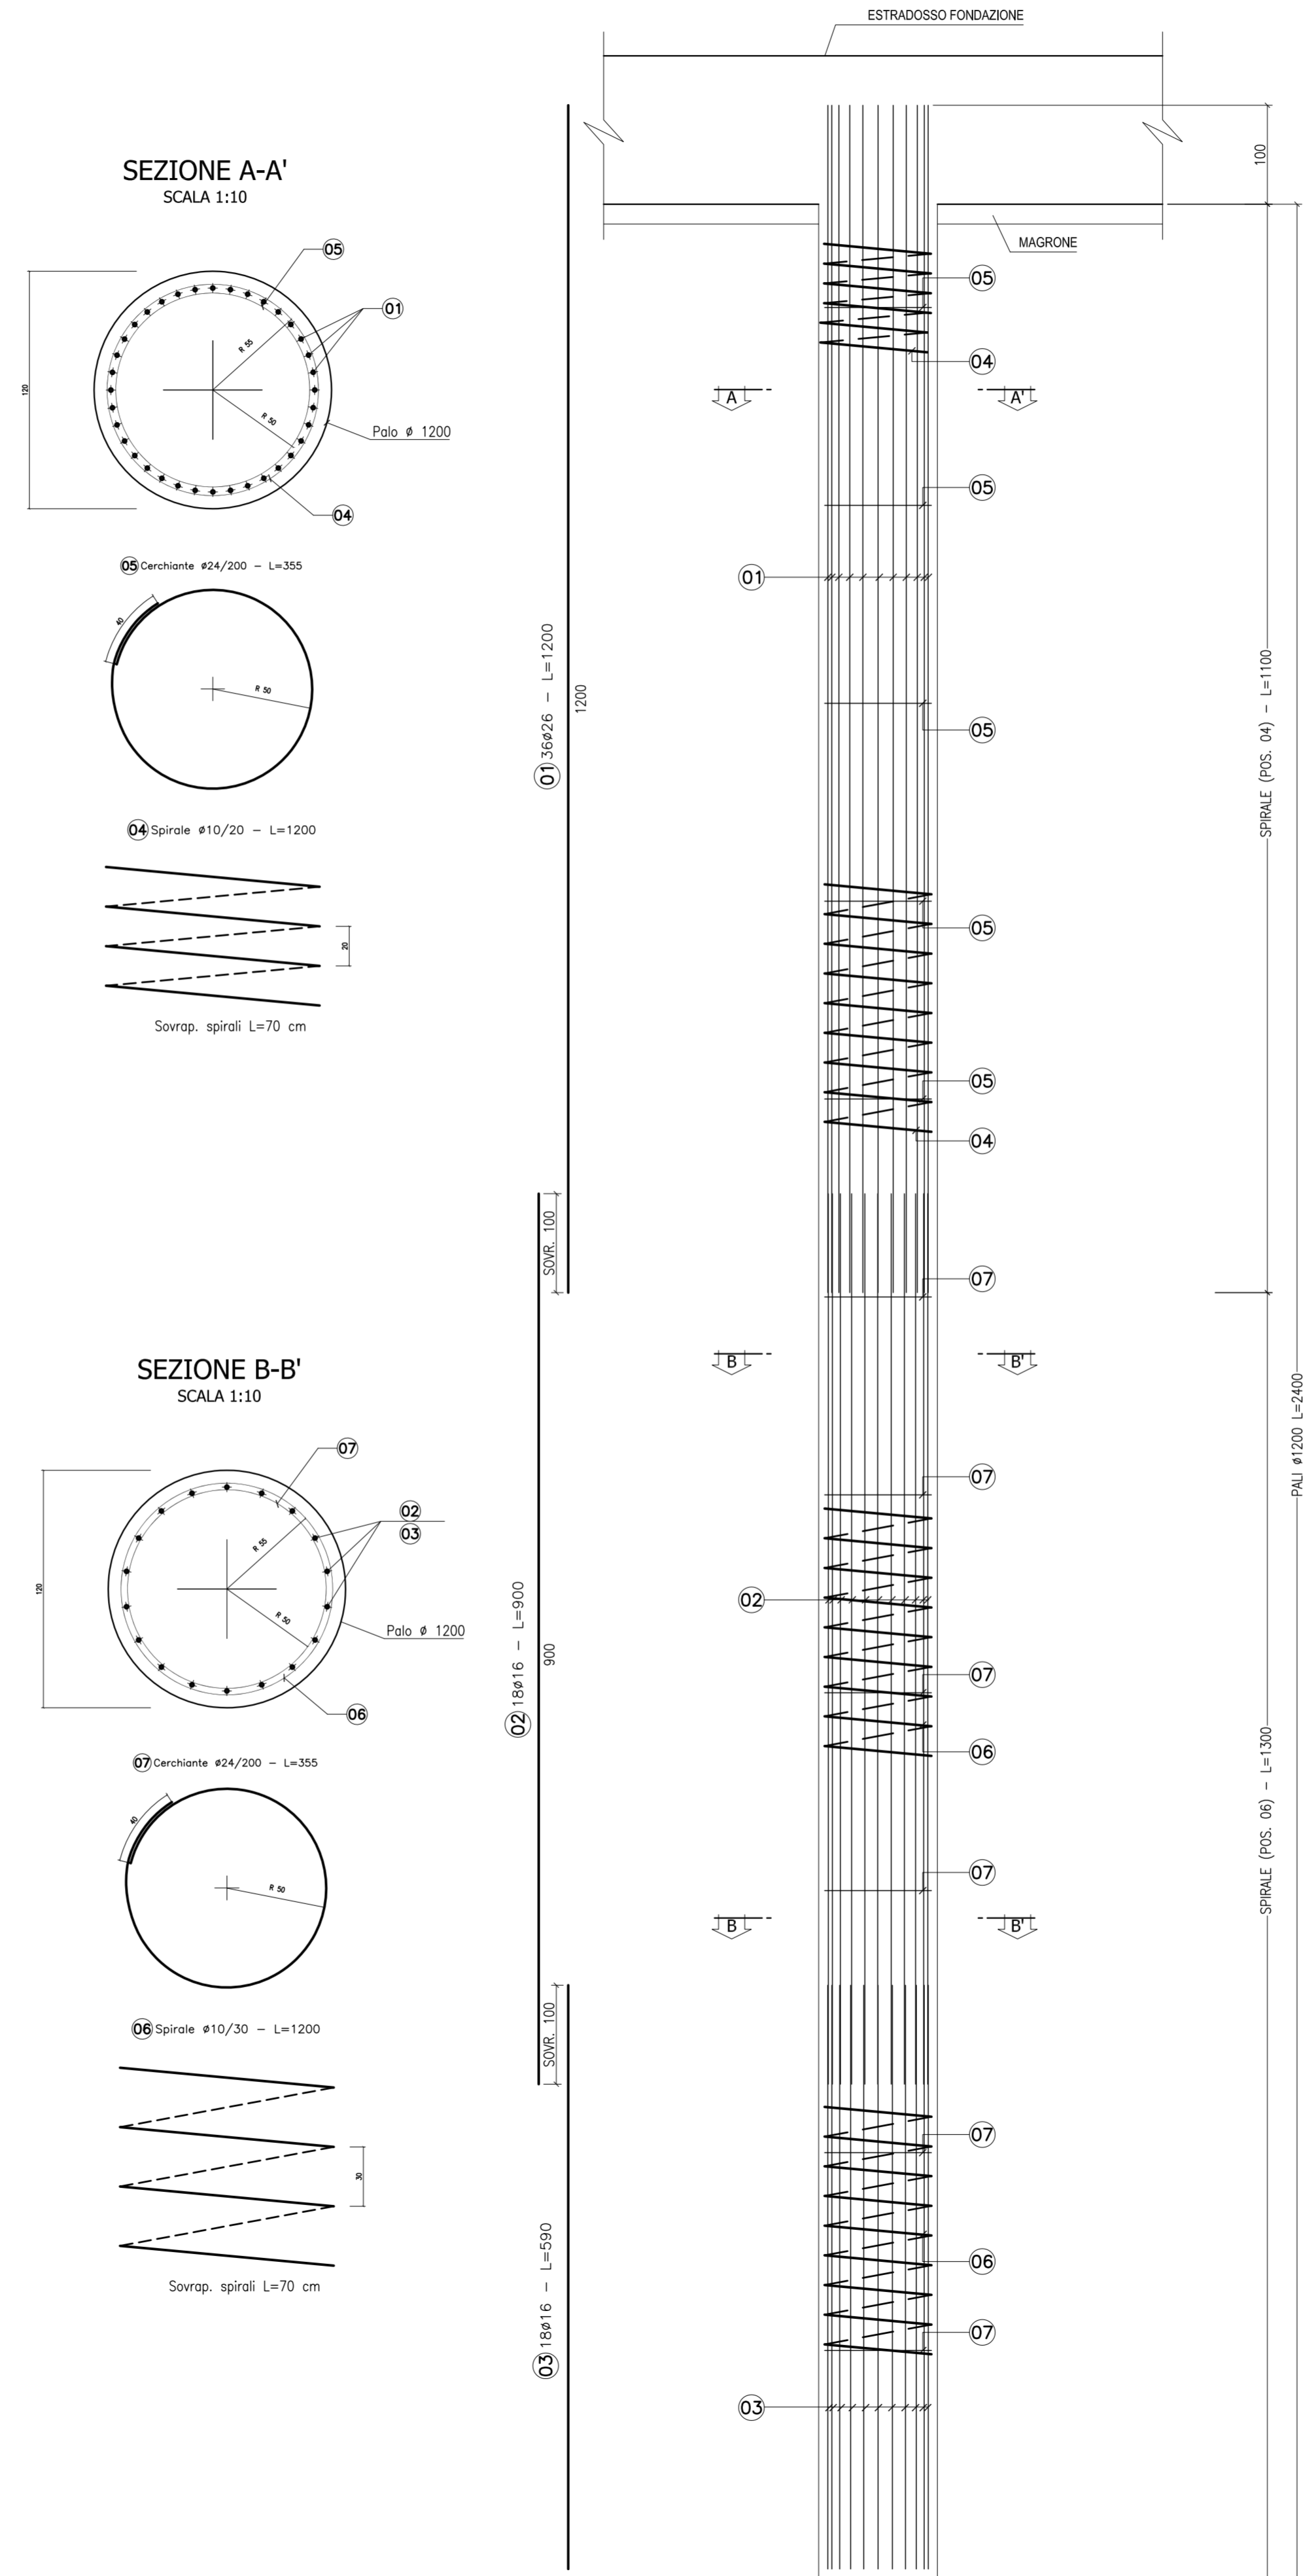 ESTRADOSSO FONDAZIONE
100
MAGRONE
SEZIONE A-A'
SCALA 1:10
05
01
120
R 55
R 50
Palo ø 1200
04
05 Cerchiante ø24/200 - L=355
40
R 50
04 Spirale ø10/20 - L=1200
20
Sovrap. spirali L=70 cm
01 36ø26 - L=1200
1200
SOVR. 100
05
04
A
A'
05
01
05
05
05
04
07
B
B'
07
02
07
06
07
B
B'
07
06
07
03
SPIRALE (POS. 04) - L=1100
PALI ø1200 L=2400
SPIRALE (POS. 06) - L=1300
SEZIONE B-B'
SCALA 1:10
07
02
03
120
R 55
R 50
Palo ø 1200
06
07 Cerchiante ø24/200 - L=355
40
R 50
06 Spirale ø10/30 - L=1200
30
Sovrap. spirali L=70 cm
02 18ø16 - L=900
900
SOVR. 100
03 18ø16 - L=590